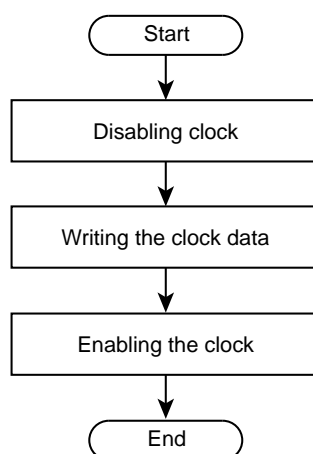 Start
Disabling clock
Writing the clock data
Enabling the clock
End